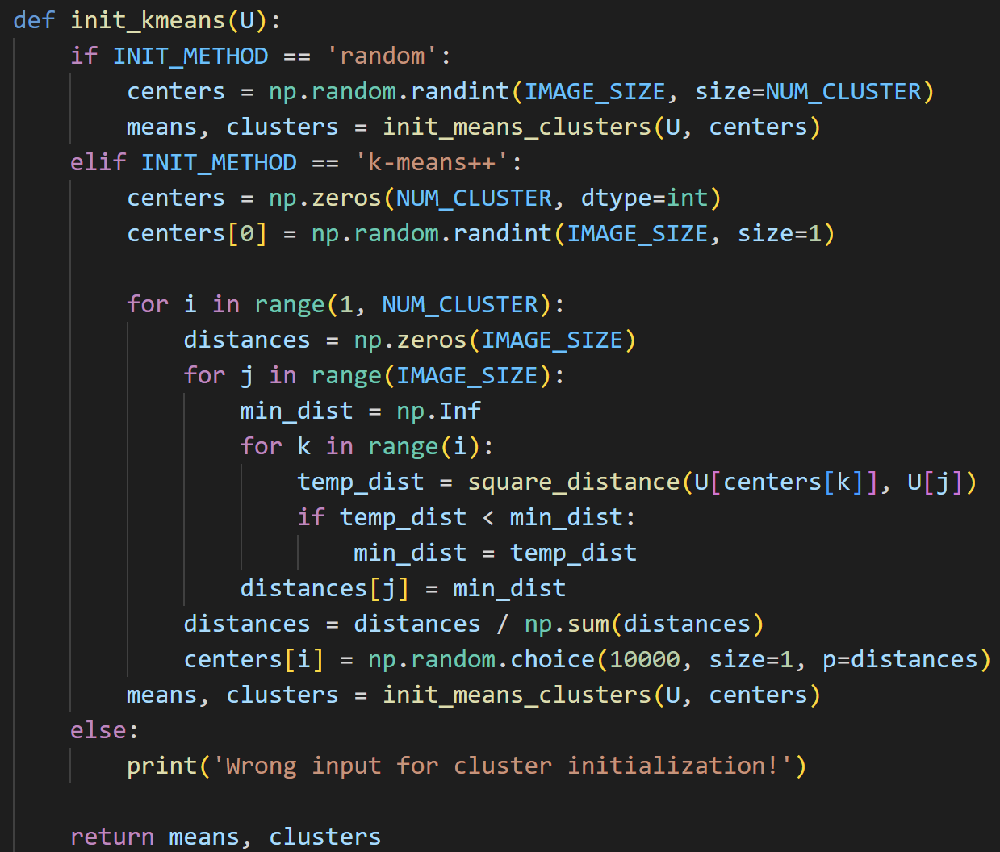 def init_kmeans(U):
    if INIT_METHOD == 'random':
        centers = np.random.randint(IMAGE_SIZE, size=NUM_CLUSTER)
        means, clusters = init_means_clusters(U, centers)
    elif INIT_METHOD == 'k-means++':
        centers = np.zeros(NUM_CLUSTER, dtype=int)
        centers[0] = np.random.randint(IMAGE_SIZE, size=1)

        for i in range(1, NUM_CLUSTER):
            distances = np.zeros(IMAGE_SIZE)
            for j in range(IMAGE_SIZE):
                min_dist = np.Inf
                for k in range(i):
                    temp_dist = square_distance(U[centers[k]], U[j])
                    if temp_dist < min_dist:
                        min_dist = temp_dist
                distances[j] = min_dist
            distances = distances / np.sum(distances)
            centers[i] = np.random.choice(10000, size=1, p=distances)
        means, clusters = init_means_clusters(U, centers)
    else:
        print('Wrong input for cluster initialization!')

    return means, clusters